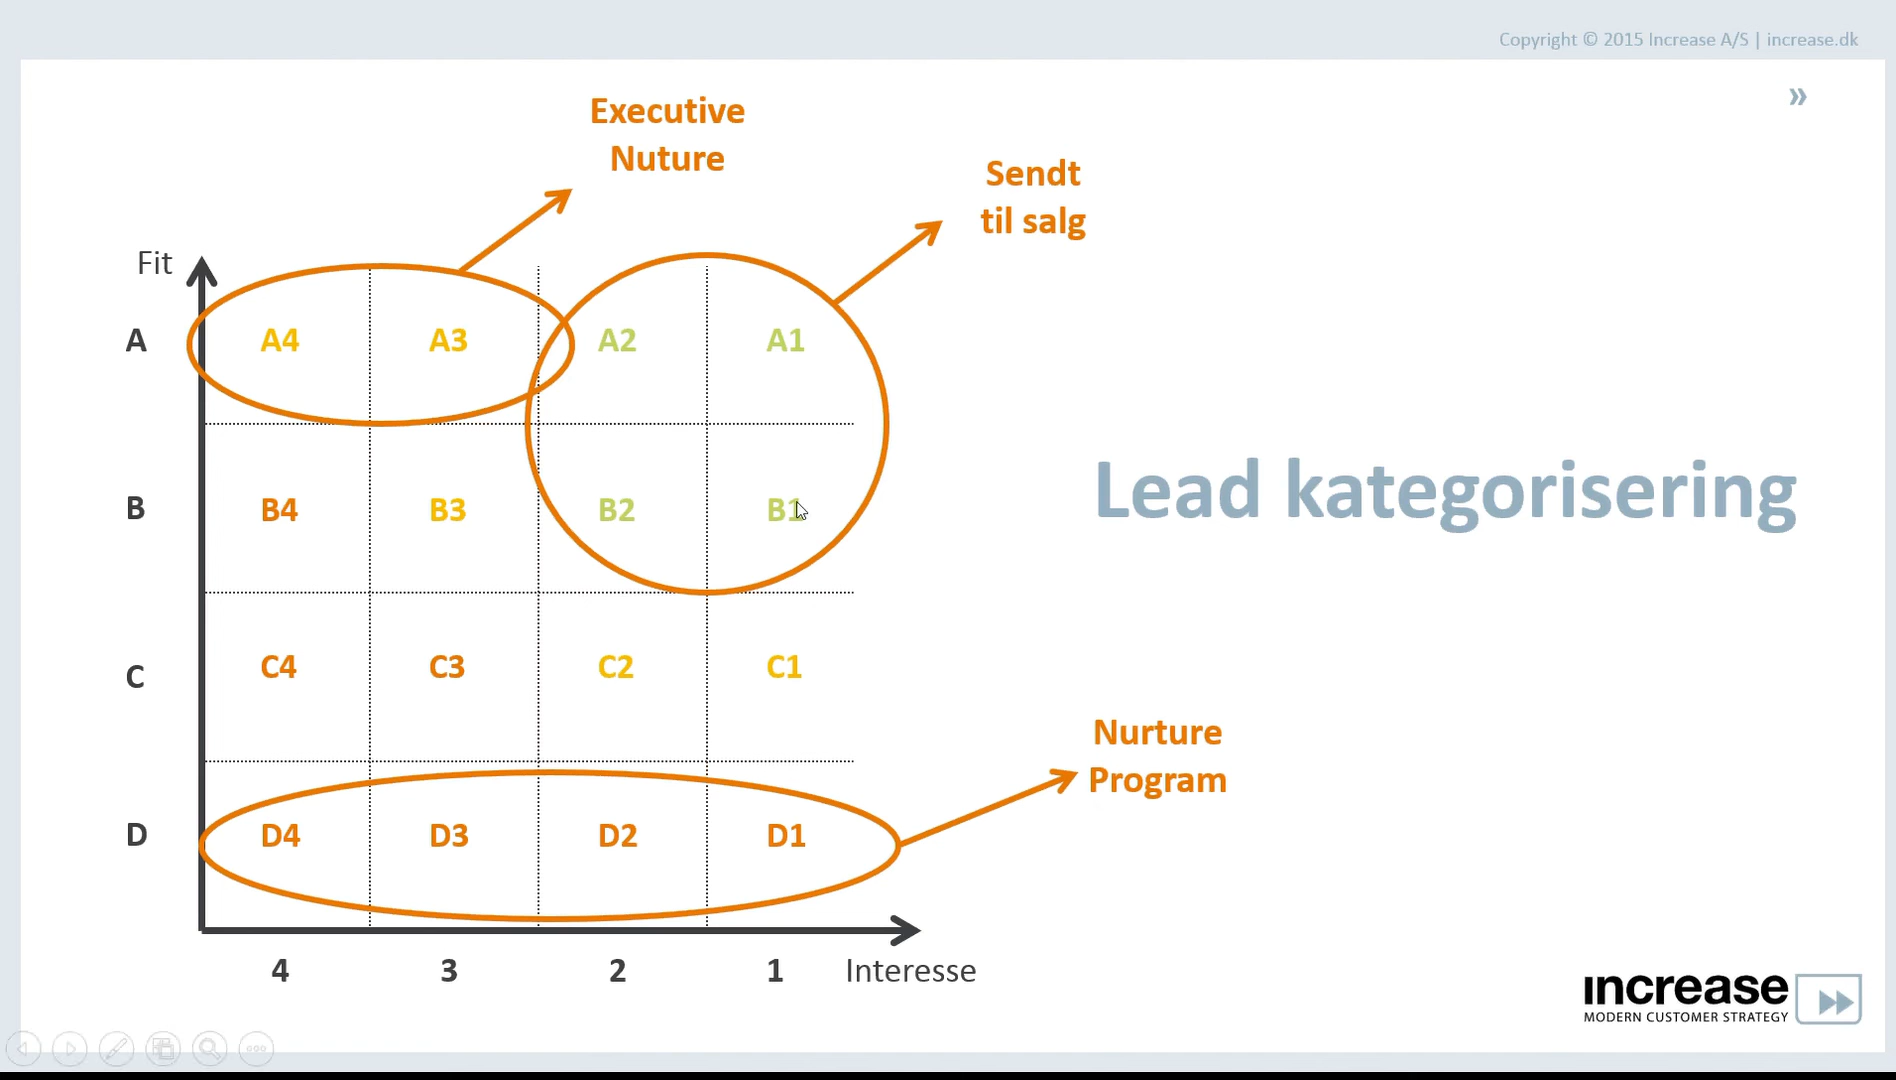 Copyright © 2015 Increase A/S | increase.dk
»
Executive
Nuture
Sendt
til salg
Fit
A
A4
A3
A2
A1
B
B4
B3
B2
B1
Lead kategorisering
C
C4
C3
C2
C1
Nurture
Program
D
D4
D3
D2
D1
4
3
2
1
Interesse
increase
MODERN CUSTOMER STRATEGY